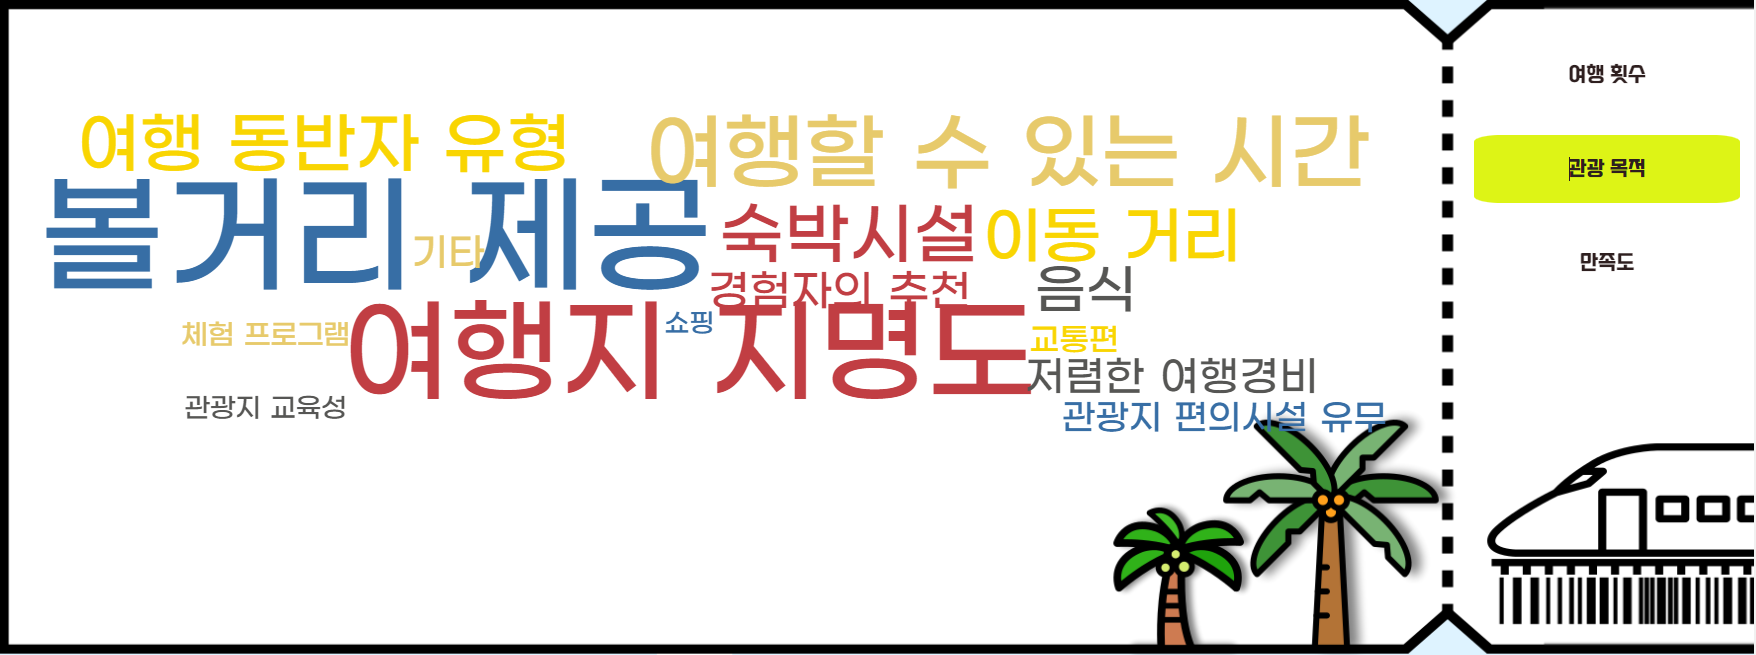 여행 동반자 유형
여행할 수 있는 시간
볼거리 제공
기타
숙박시설
이동 거리
경험자의 추천
음식
체험 프로그램
여행지 지명도
쇼핑
교통편
저렴한 여행경비
관광지 교육성
관광지 편의시설 유무
여행 횟수
관광 목적
만족도